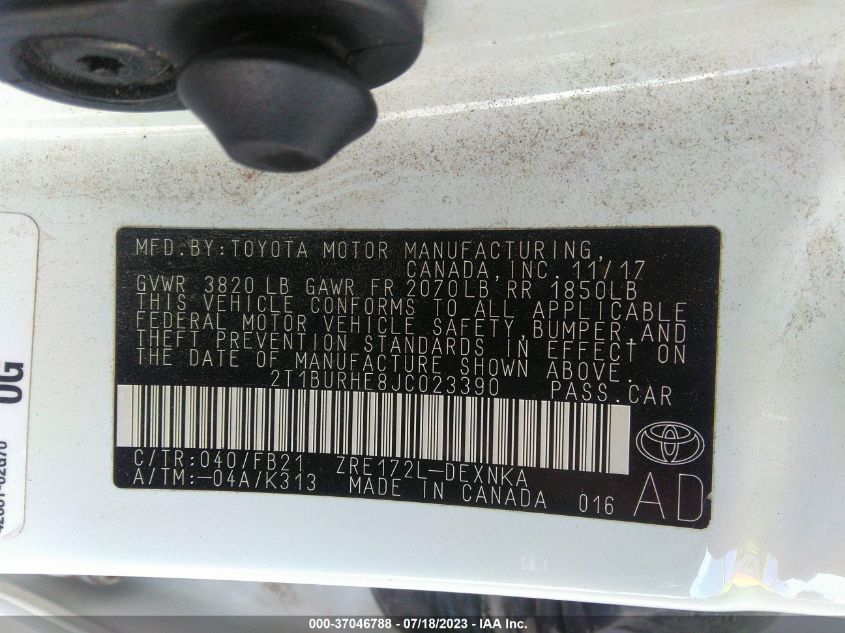 MFD.BY:TOYOTA MOTOR MANUFACTURING,
CANADA, INC. 11/17
GVWR 3820 LB GAWR FR 2070LB RR 1850LB
THIS VEHICLE CONFORMS TO ALL APPLICABLE
FEDERAL MOTOR VEHICLE SAFETY, BUMPER, AND
THEFT PREVENTION STANDARDS IN EFFECT ON
THE DATE OF MANUFACTURE SHOWN ABOVE.
2T1BURHE8JC023390 PASS.CAR
C/TR:040/FB21 ZRE172L-DEXNKA
A/TM:-04A/K313 MADE IN CANADA 016 AD
OG
000-37046788 - 07/18/2023 - IAA Inc.